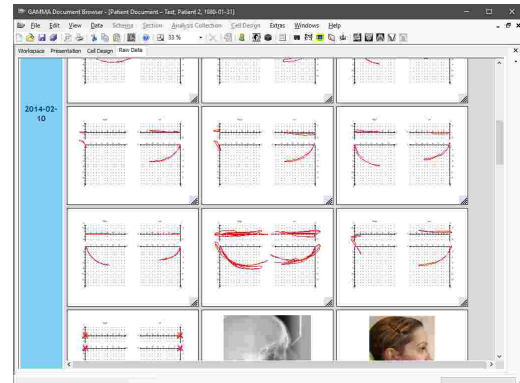 GAMMA Document Browser - [Patient Document - Test, Patient 2, 1980-01-31]
File Edit View Data Schema Section Analysis Collection Cell Design Extras Windows Help
33 %
Workspace Presentation Cell Design Raw Data
2014-02-
10